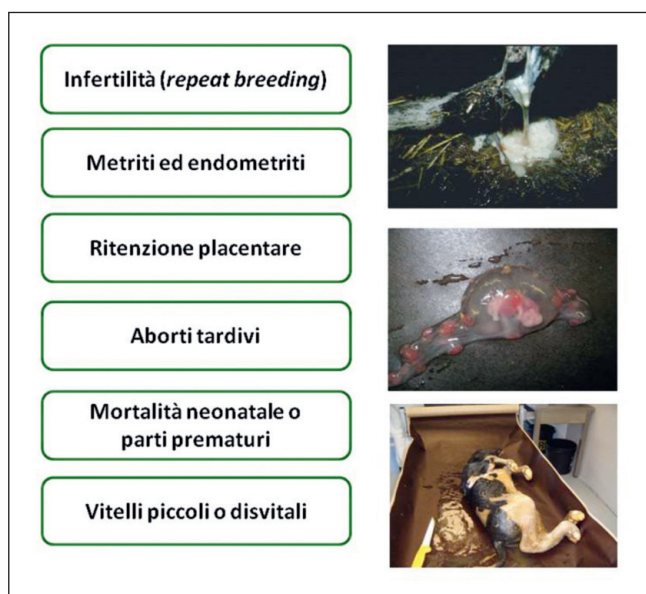 Infertilità (repeat breeding)
Metriti ed endometriti
Ritenzione placentare
Aborti tardivi
Mortalità neonatale o
parti prematuri
Vitelli piccoli o disvitali